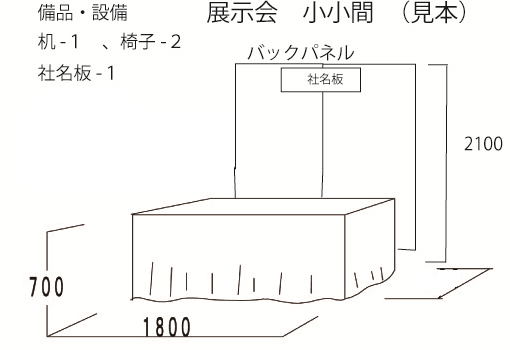 備品・設備
展示会　小小間　（見本）
机 - 1　、椅子 - 2
社名板 - 1
バックパネル
社名板
2100
700
1800